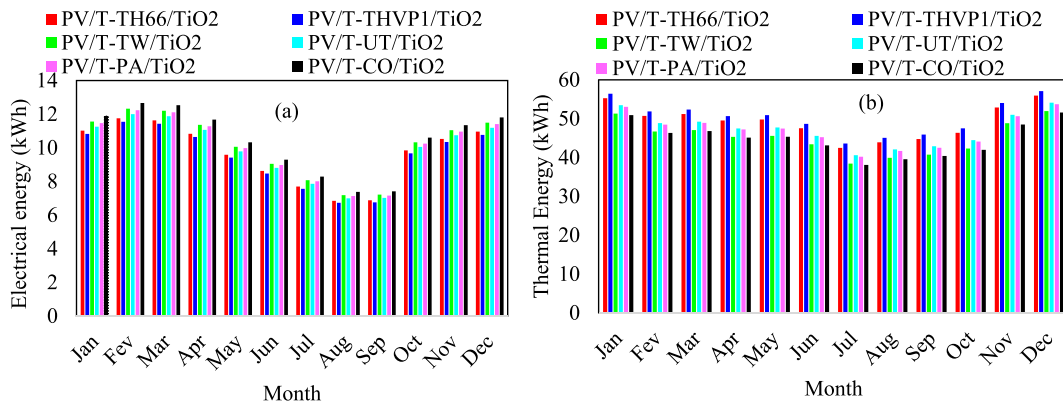 PV/T-TH66/TiO2 PV/T-THVP1/TiO2
PV/T-TW/TiO2 PV/T-UT/TiO2
PV/T-PA/TiO2 PV/T-CO/TiO2
(a)
Electrical energy (kWh)
14
12
10
8
6
4
2
0
Jan Fev Mar Apr May Jun Jul Aug Sep Oct Nov Dec
Month
PV/T-TH66/TiO2 PV/T-THVP1/TiO2
PV/T-TW/TiO2 PV/T-UT/TiO2
PV/T-PA/TiO2 PV/T-CO/TiO2
(b)
Thermal Energy (kWh)
60
50
40
30
20
10
0
Jan Fev Mar Apr May Jun Jul Aug Sep Oct Nov Dec
Month